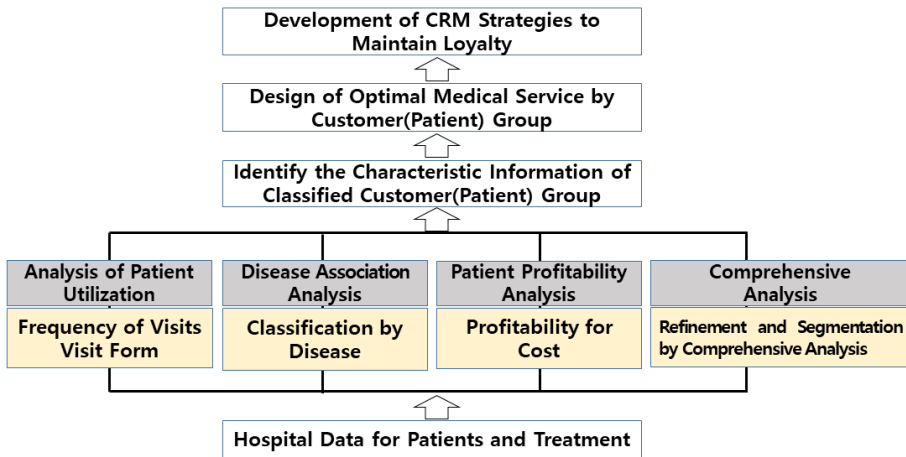 Development of CRM Strategies to
Maintain Loyalty
Design of Optimal Medical Service by
Customer(Patient) Group
Identify the Characteristic Information of
Classified Customer(Patient) Group
Analysis of Patient
Utilization
Frequency of Visits
Visit Form
Disease Association
Analysis
Classification by
Disease
Patient Profitability
Analysis
Profitability for
Cost
Comprehensive
Analysis
Refinement and Segmentation
by Comprehensive Analysis
Hospital Data for Patients and Treatment